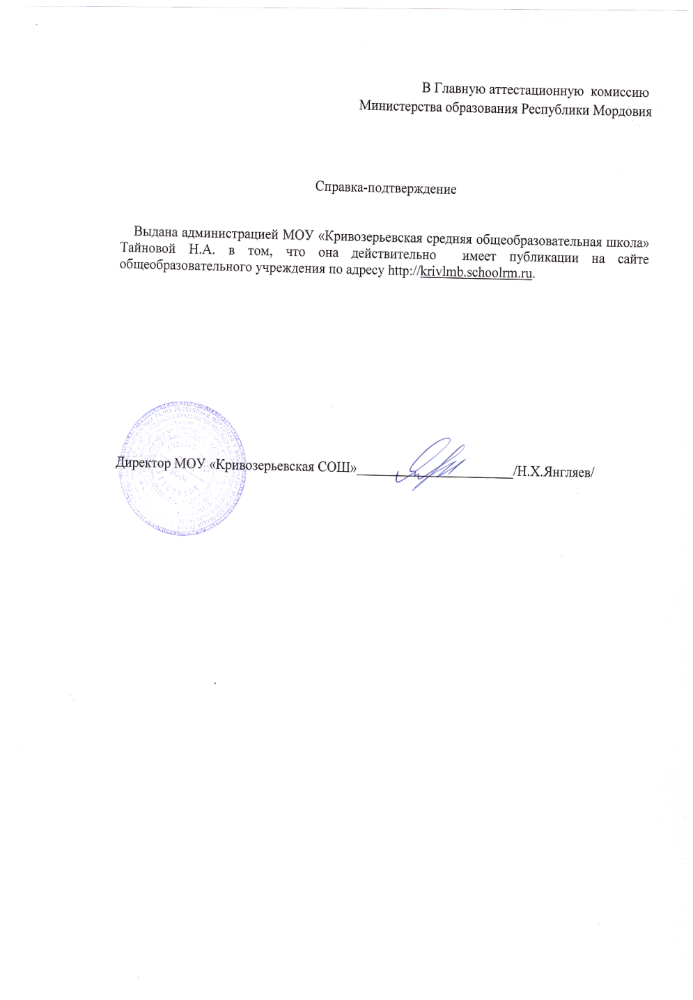 В Главную аттестационную комиссию
Министерства образования Республики Мордовия
Справка-подтверждение
Выдана администрацией МОУ «Кривозерьевская средняя общеобразовательная школа»
Тайновой Н.А. в том, что она действительно имеет публикации на сайте
общеобразовательного учреждения по адресу http://krivlmb.schoolrm.ru.
Директор МОУ «Кривозерьевская СОШ»______________________/Н.Х.Янгляев/